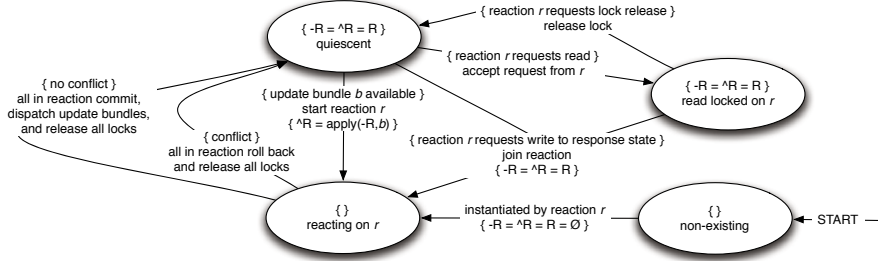 { reaction r requests lock release }
release lock
{ -R = ^R = R }
quiescent
{ reaction r requests read }
accept request from r
{ no conflict }
all in reaction commit,
dispatch update bundles,
and release all locks
{ update bundle b available }
start reaction r
{ ^R = apply(-R,b) }
{ -R = ^R = R }
read locked on r
{ conflict }
all in reaction roll back
and release all locks
{ reaction r requests write to response state }
join reaction
{ -R = ^R = R }
{ }
reacting on r
instantiated by reaction r
{ -R = ^R = R = Ø }
{ }
non-existing
START